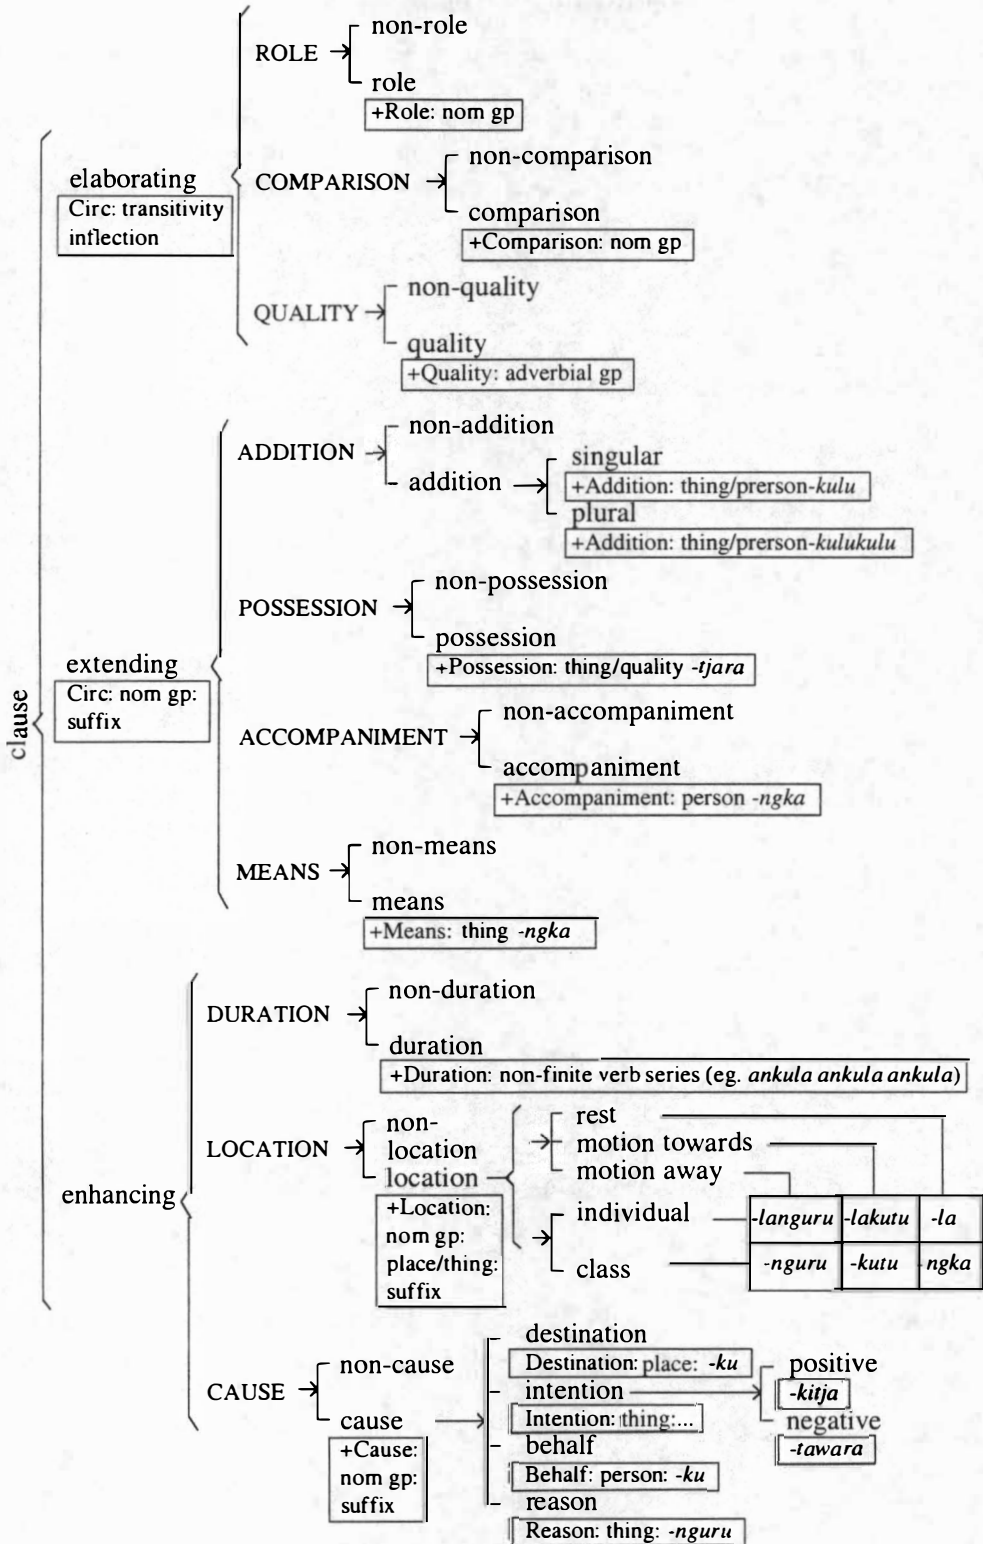 non-role
ROLE
role
+Role: nom gp
non-comparison
elaborating
COMPARISON
Circ: transitivity
inflection
comparison
+Comparison: nom gp
non-quality
QUALITY
quality
+Quality: adverbial gp
non-addition
ADDITION
singular
addition
+Addition: thing/prerson-kulu
plural
+Addition: thing/prerson-kulukulu
non-possession
POSSESSION
possession
+Possession: thing/quality -tjara
extending
Circ: nom gp:
suffix
clause
non-accompaniment
ACCOMPANIMENT
accompaniment
+Accompaniment: person -ngka
non-means
MEANS
means
+Means: thing -ngka
non-duration
DURATION
duration
+Duration: non-finite verb series (eg. ankula ankula ankula)
non-
location
LOCATION
location
rest
motion towards
motion away
enhancing
+Location:
nom gp:
place/thing:
suffix
individual
-languru -lakutu -la
class
-nguru -kutu ngka
destination
Destination: place: -ku
non-cause
positive
CAUSE
intention
-kitja
cause
Intention: thing:...
negative
+Cause:
nom gp:
suffix
behalf
-tawara
Behalf: person: -ku
reason
Reason: thing: -nguru